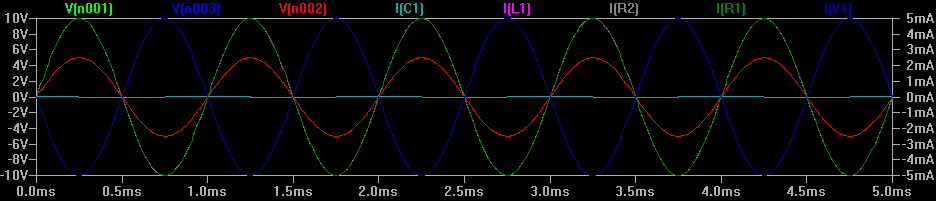 V(n001) V(n003) V(n002) I(C1) I(L1) I(R2) I(R1) I(V1)
10V 5mA
8V 4mA
6V 3mA
4V 2mA
2V 1mA
0V 0mA
-2V -1mA
-4V -2mA
-6V -3mA
-8V -4mA
-10V -5mA
0.0ms 0.5ms 1.0ms 1.5ms 2.0ms 2.5ms 3.0ms 3.5ms 4.0ms 4.5ms 5.0ms